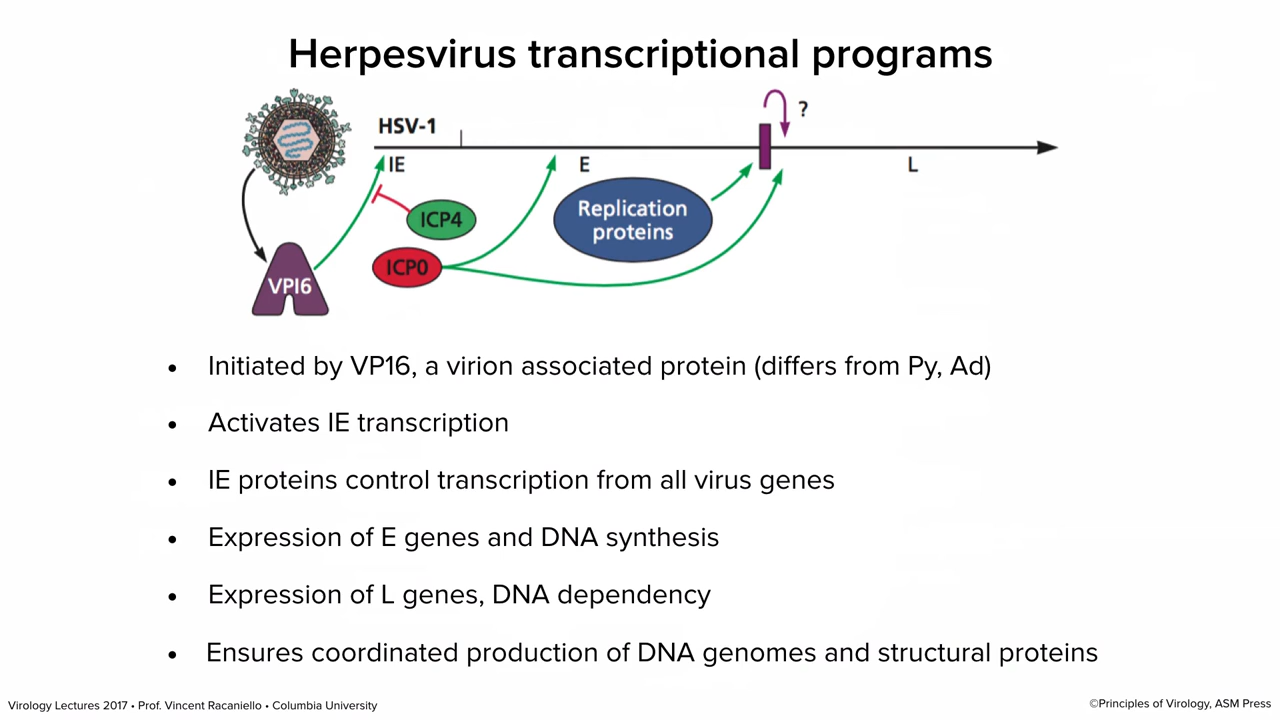 Herpesvirus transcriptional programs
HSV-1
?
IE
E
L
ICP4
Replication
proteins
ICP0
VPI6
• Initiated by VP16, a virion associated protein (differs from Py, Ad)
• Activates IE transcription
• IE proteins control transcription from all virus genes
• Expression of E genes and DNA synthesis
• Expression of L genes, DNA dependency
• Ensures coordinated production of DNA genomes and structural proteins
Virology Lectures 2017 • Prof. Vincent Racaniello • Columbia University
©Principles of Virology, ASM Press